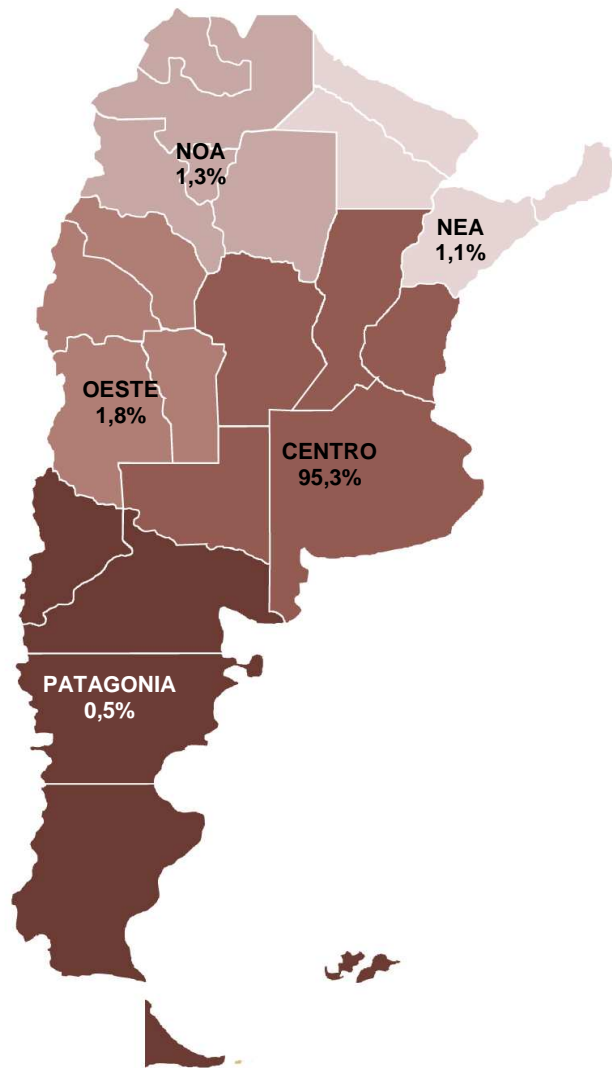 NOA
1,3%
NEA
1,1%
OESTE
1,8%
CENTRO
95,3%
PATAGONIA
0,5%